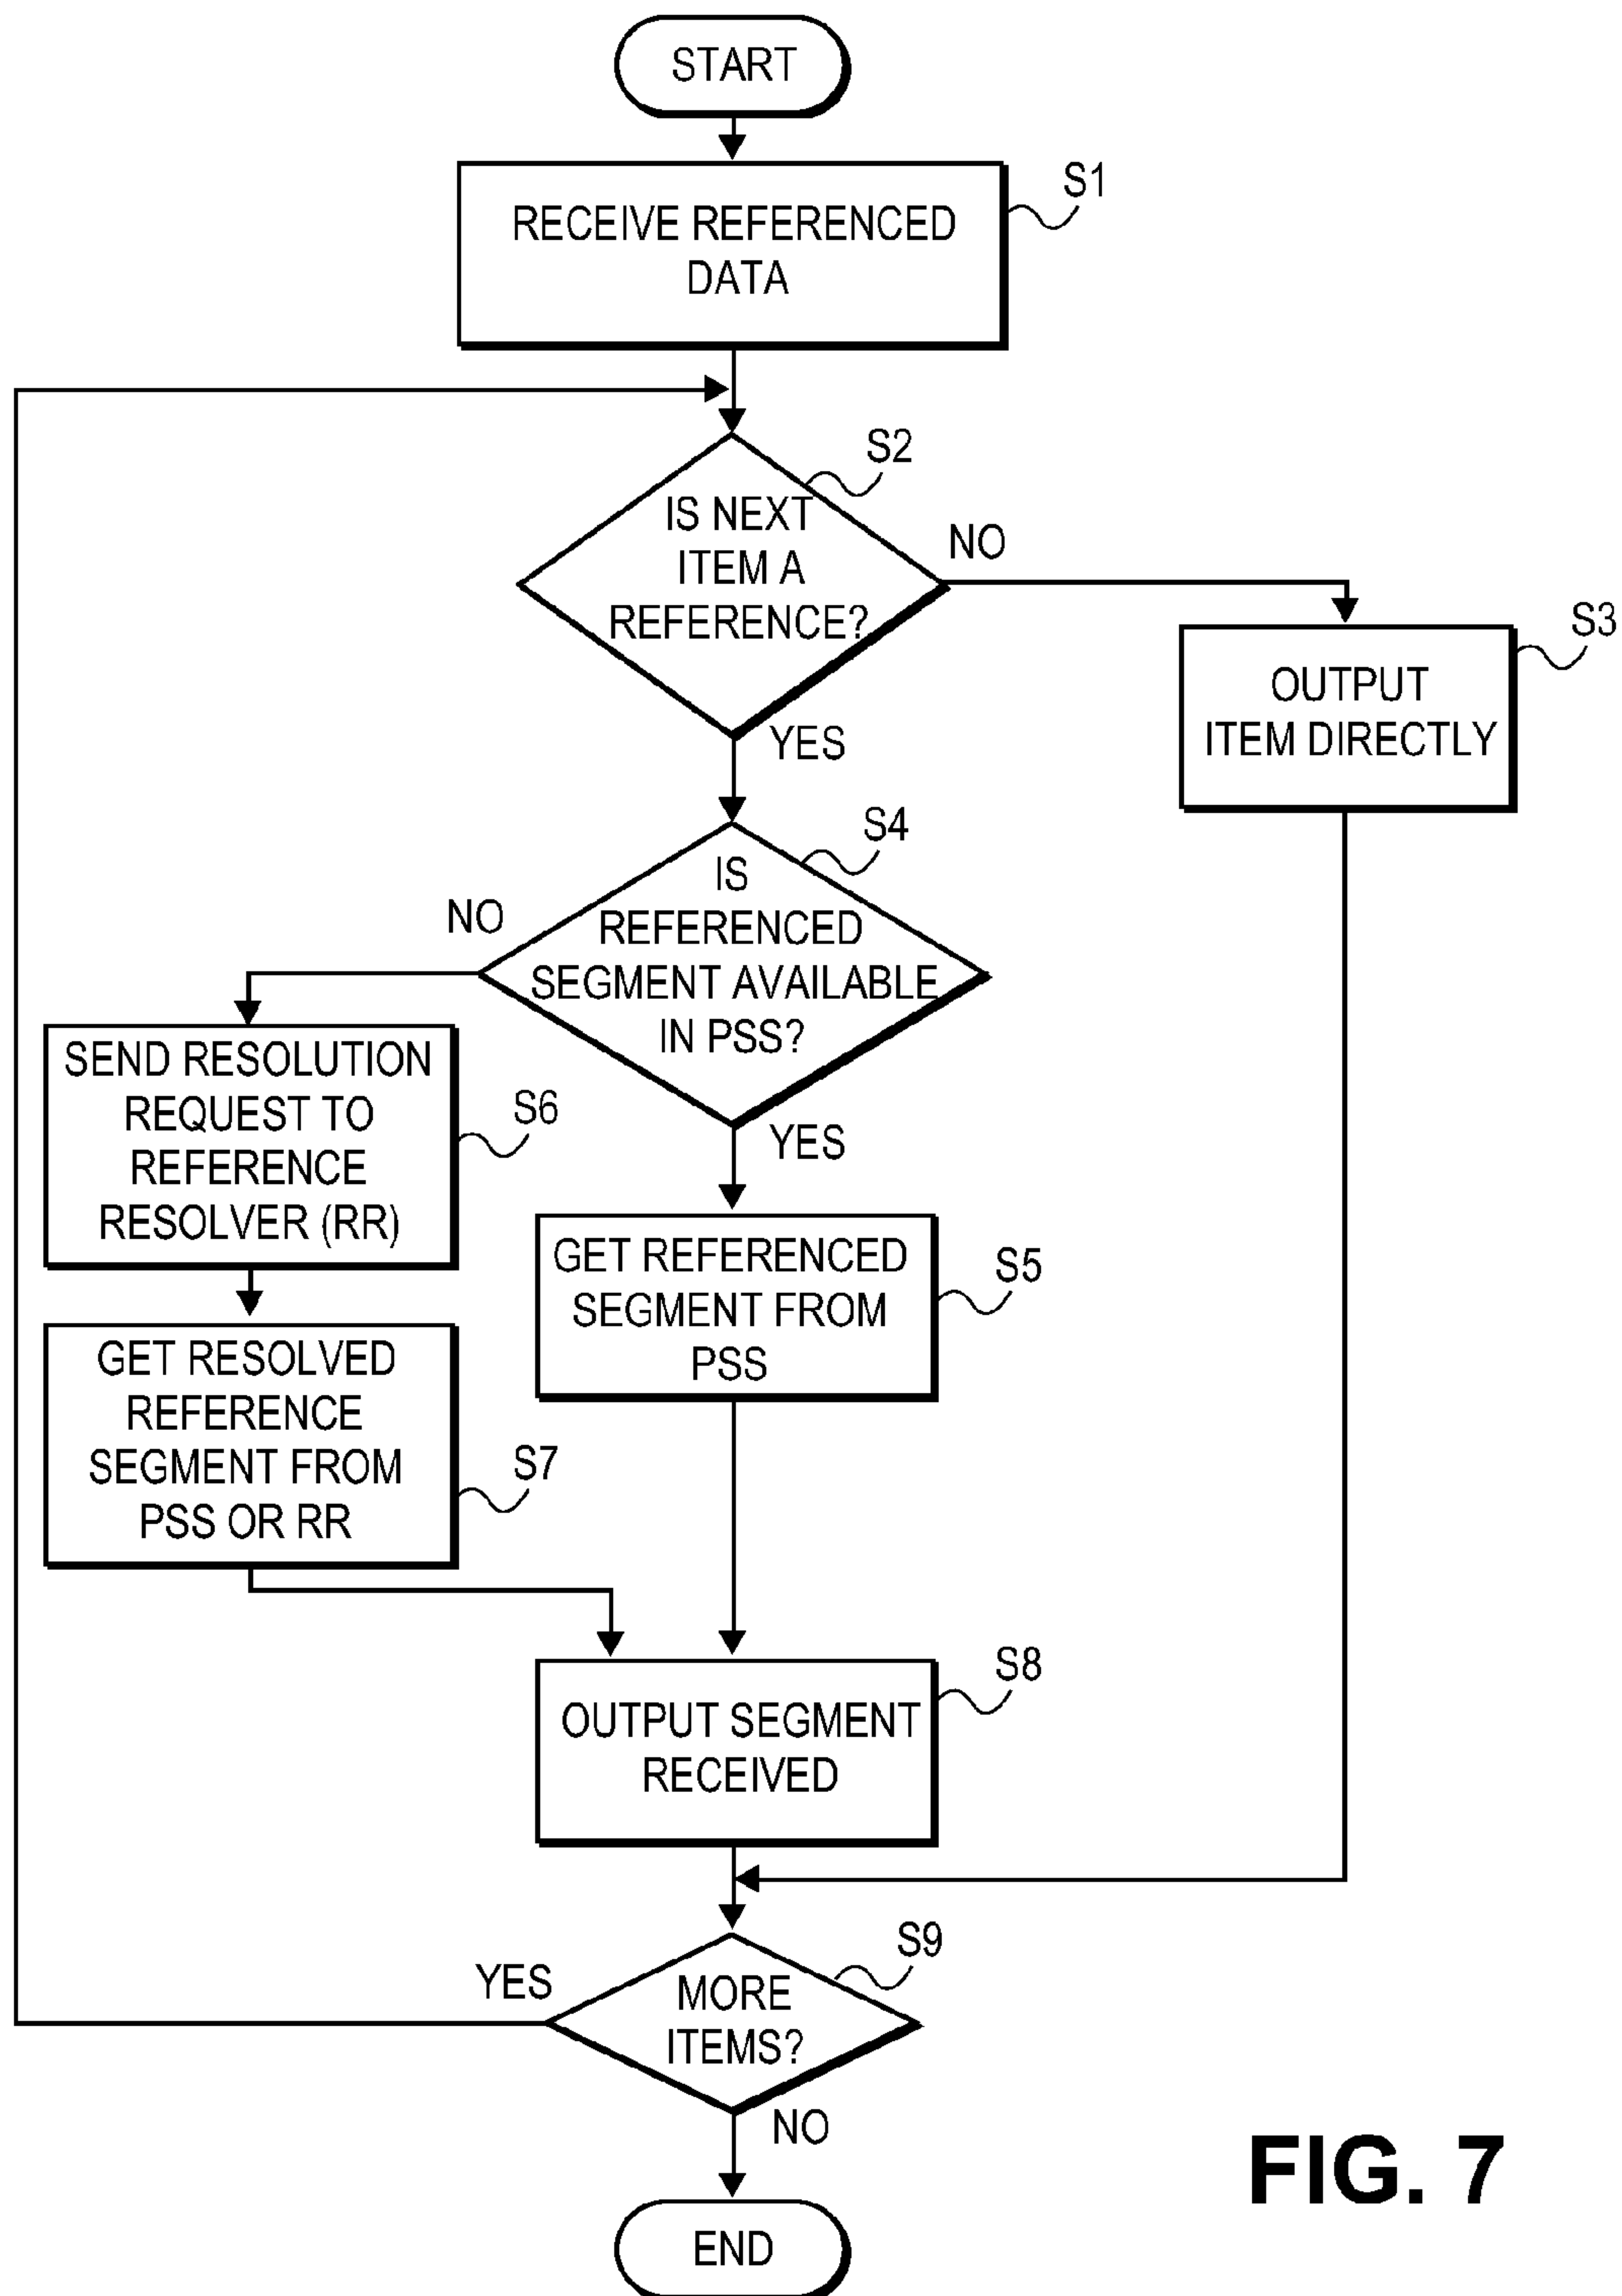 START
S1
RECEIVE REFERENCED
DATA
S2
IS NEXT
ITEM A
REFERENCE?
NO
YES
S3
OUTPUT
ITEM DIRECTLY
S4
IS
REFERENCED
SEGMENT AVAILABLE
IN PSS?
NO
YES
SEND RESOLUTION
REQUEST TO
REFERENCE
RESOLVER (RR)
S6
GET REFERENCED
SEGMENT FROM
PSS
S5
GET RESOLVED
REFERENCE
SEGMENT FROM
PSS OR RR
S7
S8
OUTPUT SEGMENT
RECEIVED
S9
YES
MORE
ITEMS?
NO
END
FIG. 7